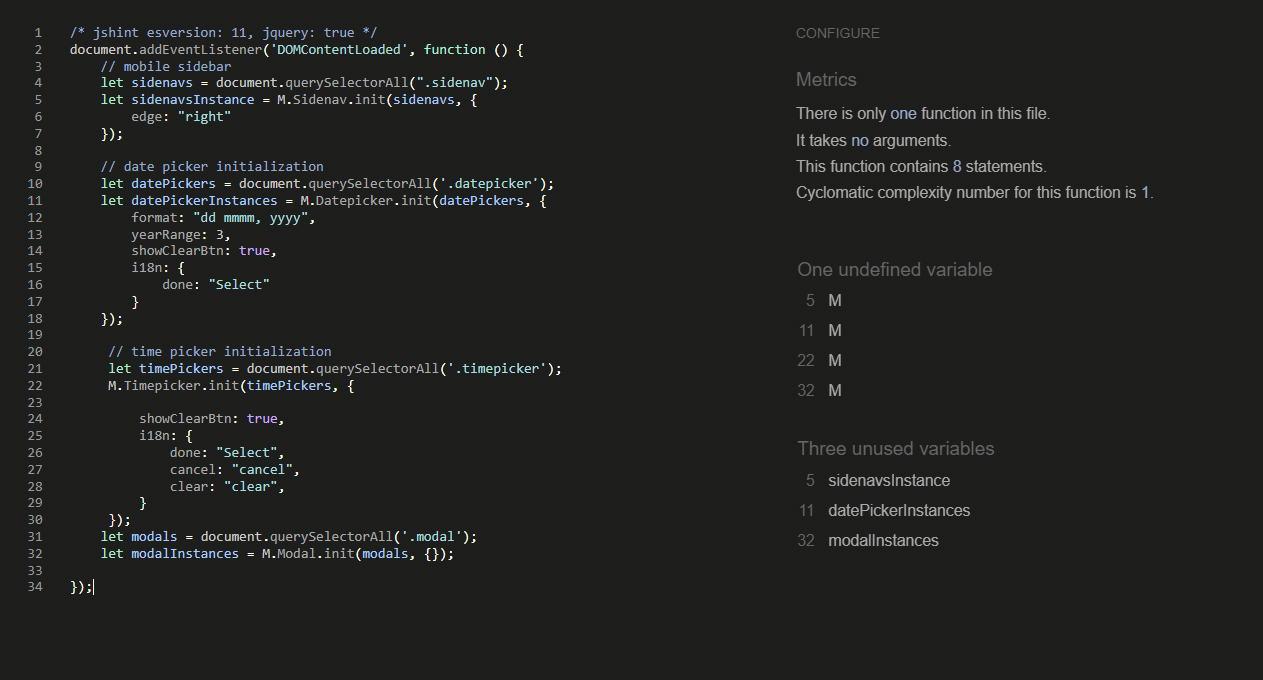 1 /* jshint esversion: 11, jquery: true */
2 document.addEventListener('DOMContentLoaded', function () {
3     // mobile sidebar
4     let sidenavs = document.querySelectorAll(".sidenav");
5     let sidenavsInstance = M.Sidenav.init(sidenavs, {
6         edge: "right"
7     });
8
9     // date picker initialization
10     let datePickers = document.querySelectorAll('.datepicker');
11     let datePickerInstances = M.Datepicker.init(datePickers, {
12         format: "dd mmmm, yyyy",
13         yearRange: 3,
14         showClearBtn: true,
15         i18n: {
16             done: "Select"
17         }
18     });
19
20      // time picker initialization
21      let timePickers = document.querySelectorAll('.timepicker');
22      M.Timepicker.init(timePickers, {
23
24          showClearBtn: true,
25          i18n: {
26              done: "Select",
27              cancel: "cancel",
28              clear: "clear",
29          }
30      });
31     let modals = document.querySelectorAll('.modal');
32     let modalInstances = M.Modal.init(modals, {});
33
34 });
CONFIGURE
Metrics
There is only one function in this file.
It takes no arguments.
This function contains 8 statements.
Cyclomatic complexity number for this function is 1.
One undefined variable
5 M
11 M
22 M
32 M
Three unused variables
5 sidenavsInstance
11 datePickerInstances
32 modalInstances